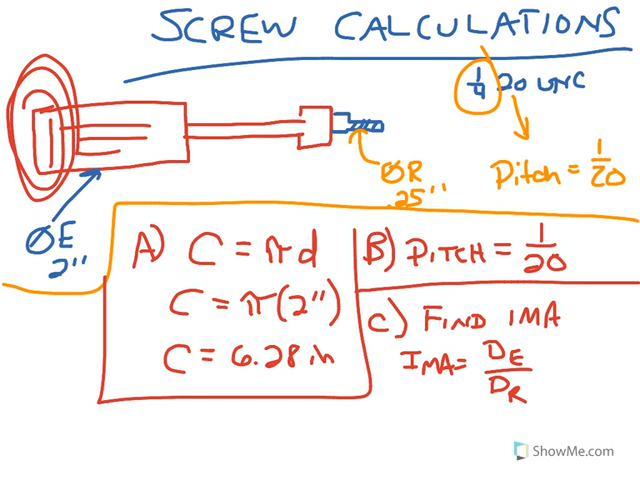 SCREW CALCULATIONS
1/4 20 UNC
Pitch = 1/20
ØR
.25"
ØE
2"
A) C = πd
C = π(2")
C = 6.28 in
B) PITCH = 1/20
C) FIND IMA
IMA = DE/DR
ShowMe.com